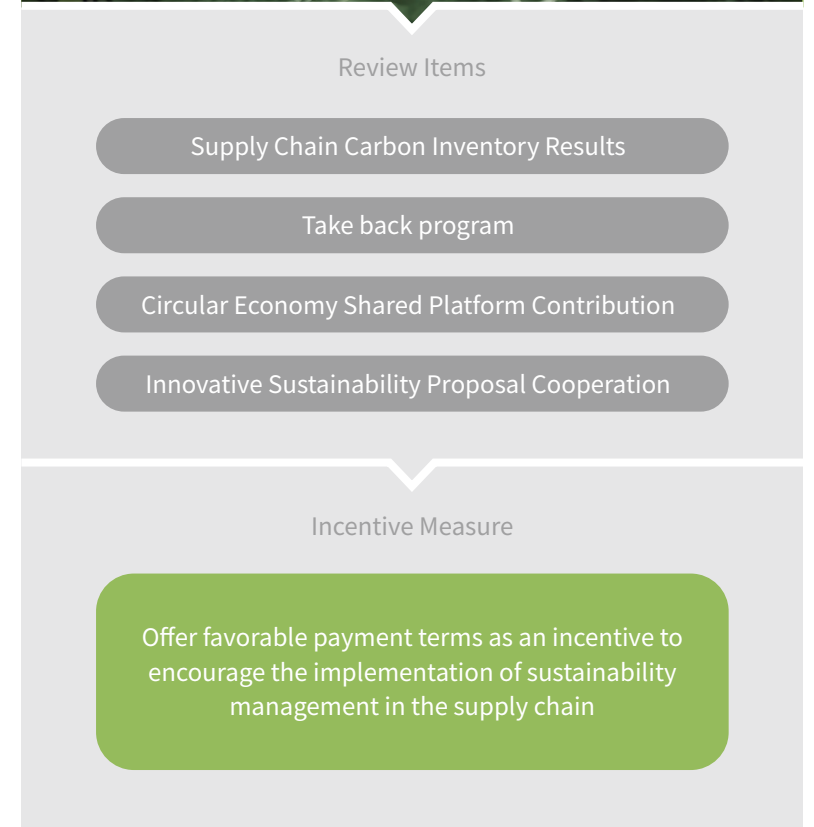 Review Items
Supply Chain Carbon Inventory Results
Take back program
Circular Economy Shared Platform Contribution
Innovative Sustainability Proposal Cooperation
Incentive Measure
Offer favorable payment terms as an incentive to
encourage the implementation of sustainability
management in the supply chain